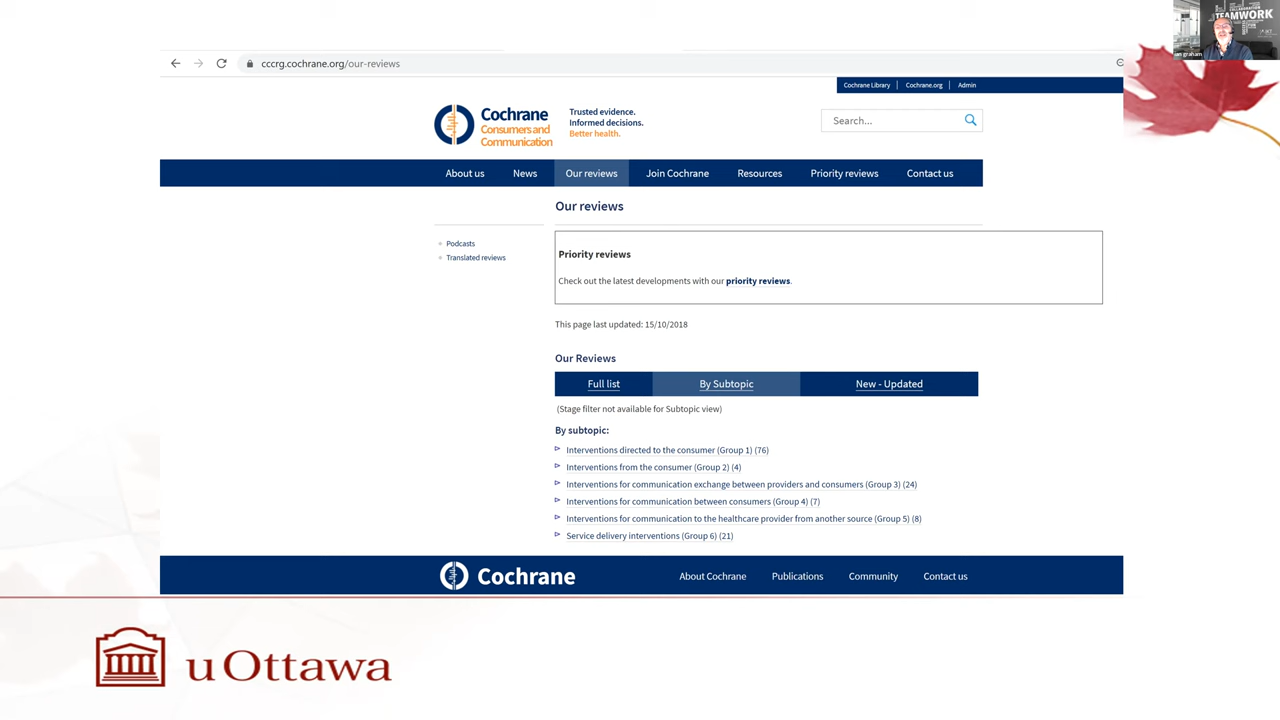 TEAMWORK
ian graham
cccrg.cochrane.org/our-reviews
Cochrane Library
Cochrane.org
Admin
Cochrane
Consumers and
Communication
Trusted evidence.
Informed decisions.
Better health.
Search...
About us
News
Our reviews
Join Cochrane
Resources
Priority reviews
Contact us
Our reviews
Podcasts
Translated reviews
Priority reviews
Check out the latest developments with our priority reviews.
This page last updated: 15/10/2018
Our Reviews
Full list
By Subtopic
New - Updated
(Stage filter not available for Subtopic view)
By subtopic:
Interventions directed to the consumer (Group 1) (76)
Interventions from the consumer (Group 2) (4)
Interventions for communication exchange between providers and consumers (Group 3) (24)
Interventions for communication between consumers (Group 4) (7)
Interventions for communication to the healthcare provider from another source (Group 5) (8)
Service delivery interventions (Group 6) (21)
Cochrane
About Cochrane
Publications
Community
Contact us
uOttawa